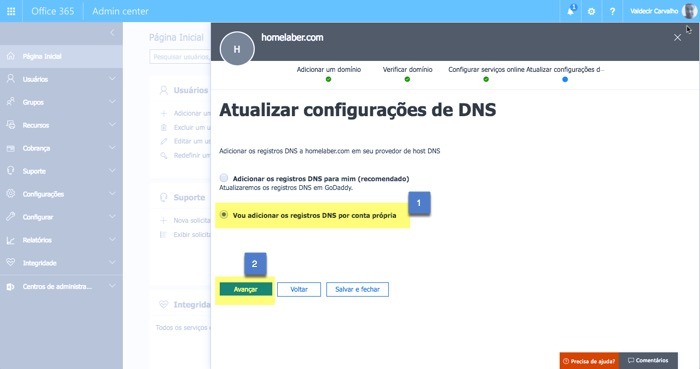 Office 365 Admin center
1
Valdecir Carvalho
Página Inicial
Usuários
Grupos
Recursos
Cobrança
Suporte
Configurações
Configurar
Relatórios
Integridade
Centros de administra...
Página Inicial
Pesquisar usuários,
Usuários
Adicionar um
Excluir um u
Editar um u
Redefinir um
Suporte
Nova solicita
Exibir solicit
Integrida
Todos os serviços
H
homelaber.com
Adicionar um domínio
Verificar domínio
Configurar serviços online
Atualizar configurações d...
Atualizar configurações de DNS
Adicionar os registros DNS a homelaber.com em seu provedor de host DNS
Adicionar os registros DNS para mim (recomendado)
Atualizaremos os registros DNS em GoDaddy.
Vou adicionar os registros DNS por conta própria
1
2
Avançar
Voltar
Salvar e fechar
Precisa de ajuda?
Comentários